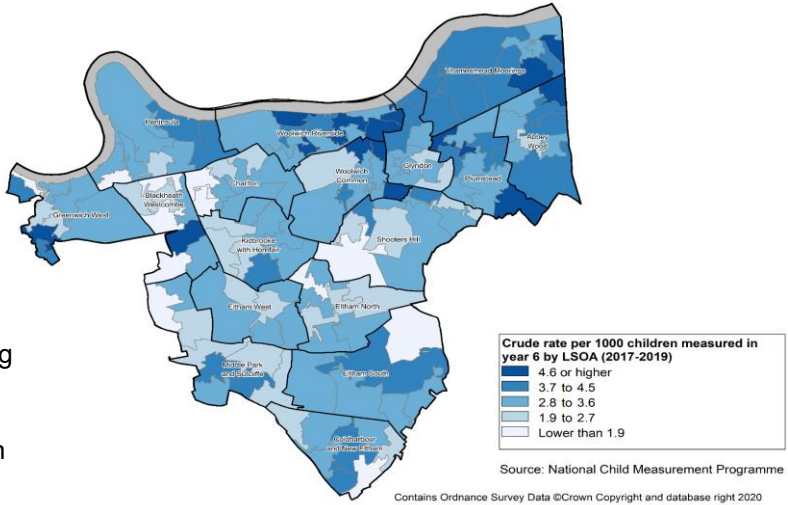 Thamesmead Moorings
Peninsula
Woolwich Riverside
Abbey
Wood
Glyndon
Woolwich
Common
Plumstead
Charlton
Blackheath
Westcombe
Greenwich West
Shooters Hill
Kidbrooke
with Hornfair
Eltham West
Eltham North
g
Middle Park
and Sutcliffe
Eltham South
n
Coldharbour
and New Eltham
Crude rate per 1000 children measured in
year 6 by LSOA (2017-2019)
4.6 or higher
3.7 to 4.5
2.8 to 3.6
1.9 to 2.7
Lower than 1.9
Source: National Child Measurement Programme
Contains Ordnance Survey Data ©Crown Copyright and database right 2020